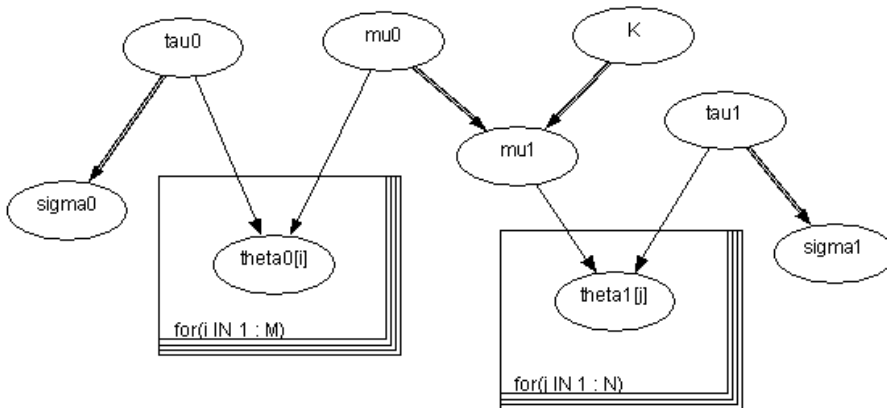 tau0
mu0
K
tau1
mu1
sigma0
sigma1
theta0[i]
theta1[j]
for(i IN 1 : M)
for(j IN 1 : N)